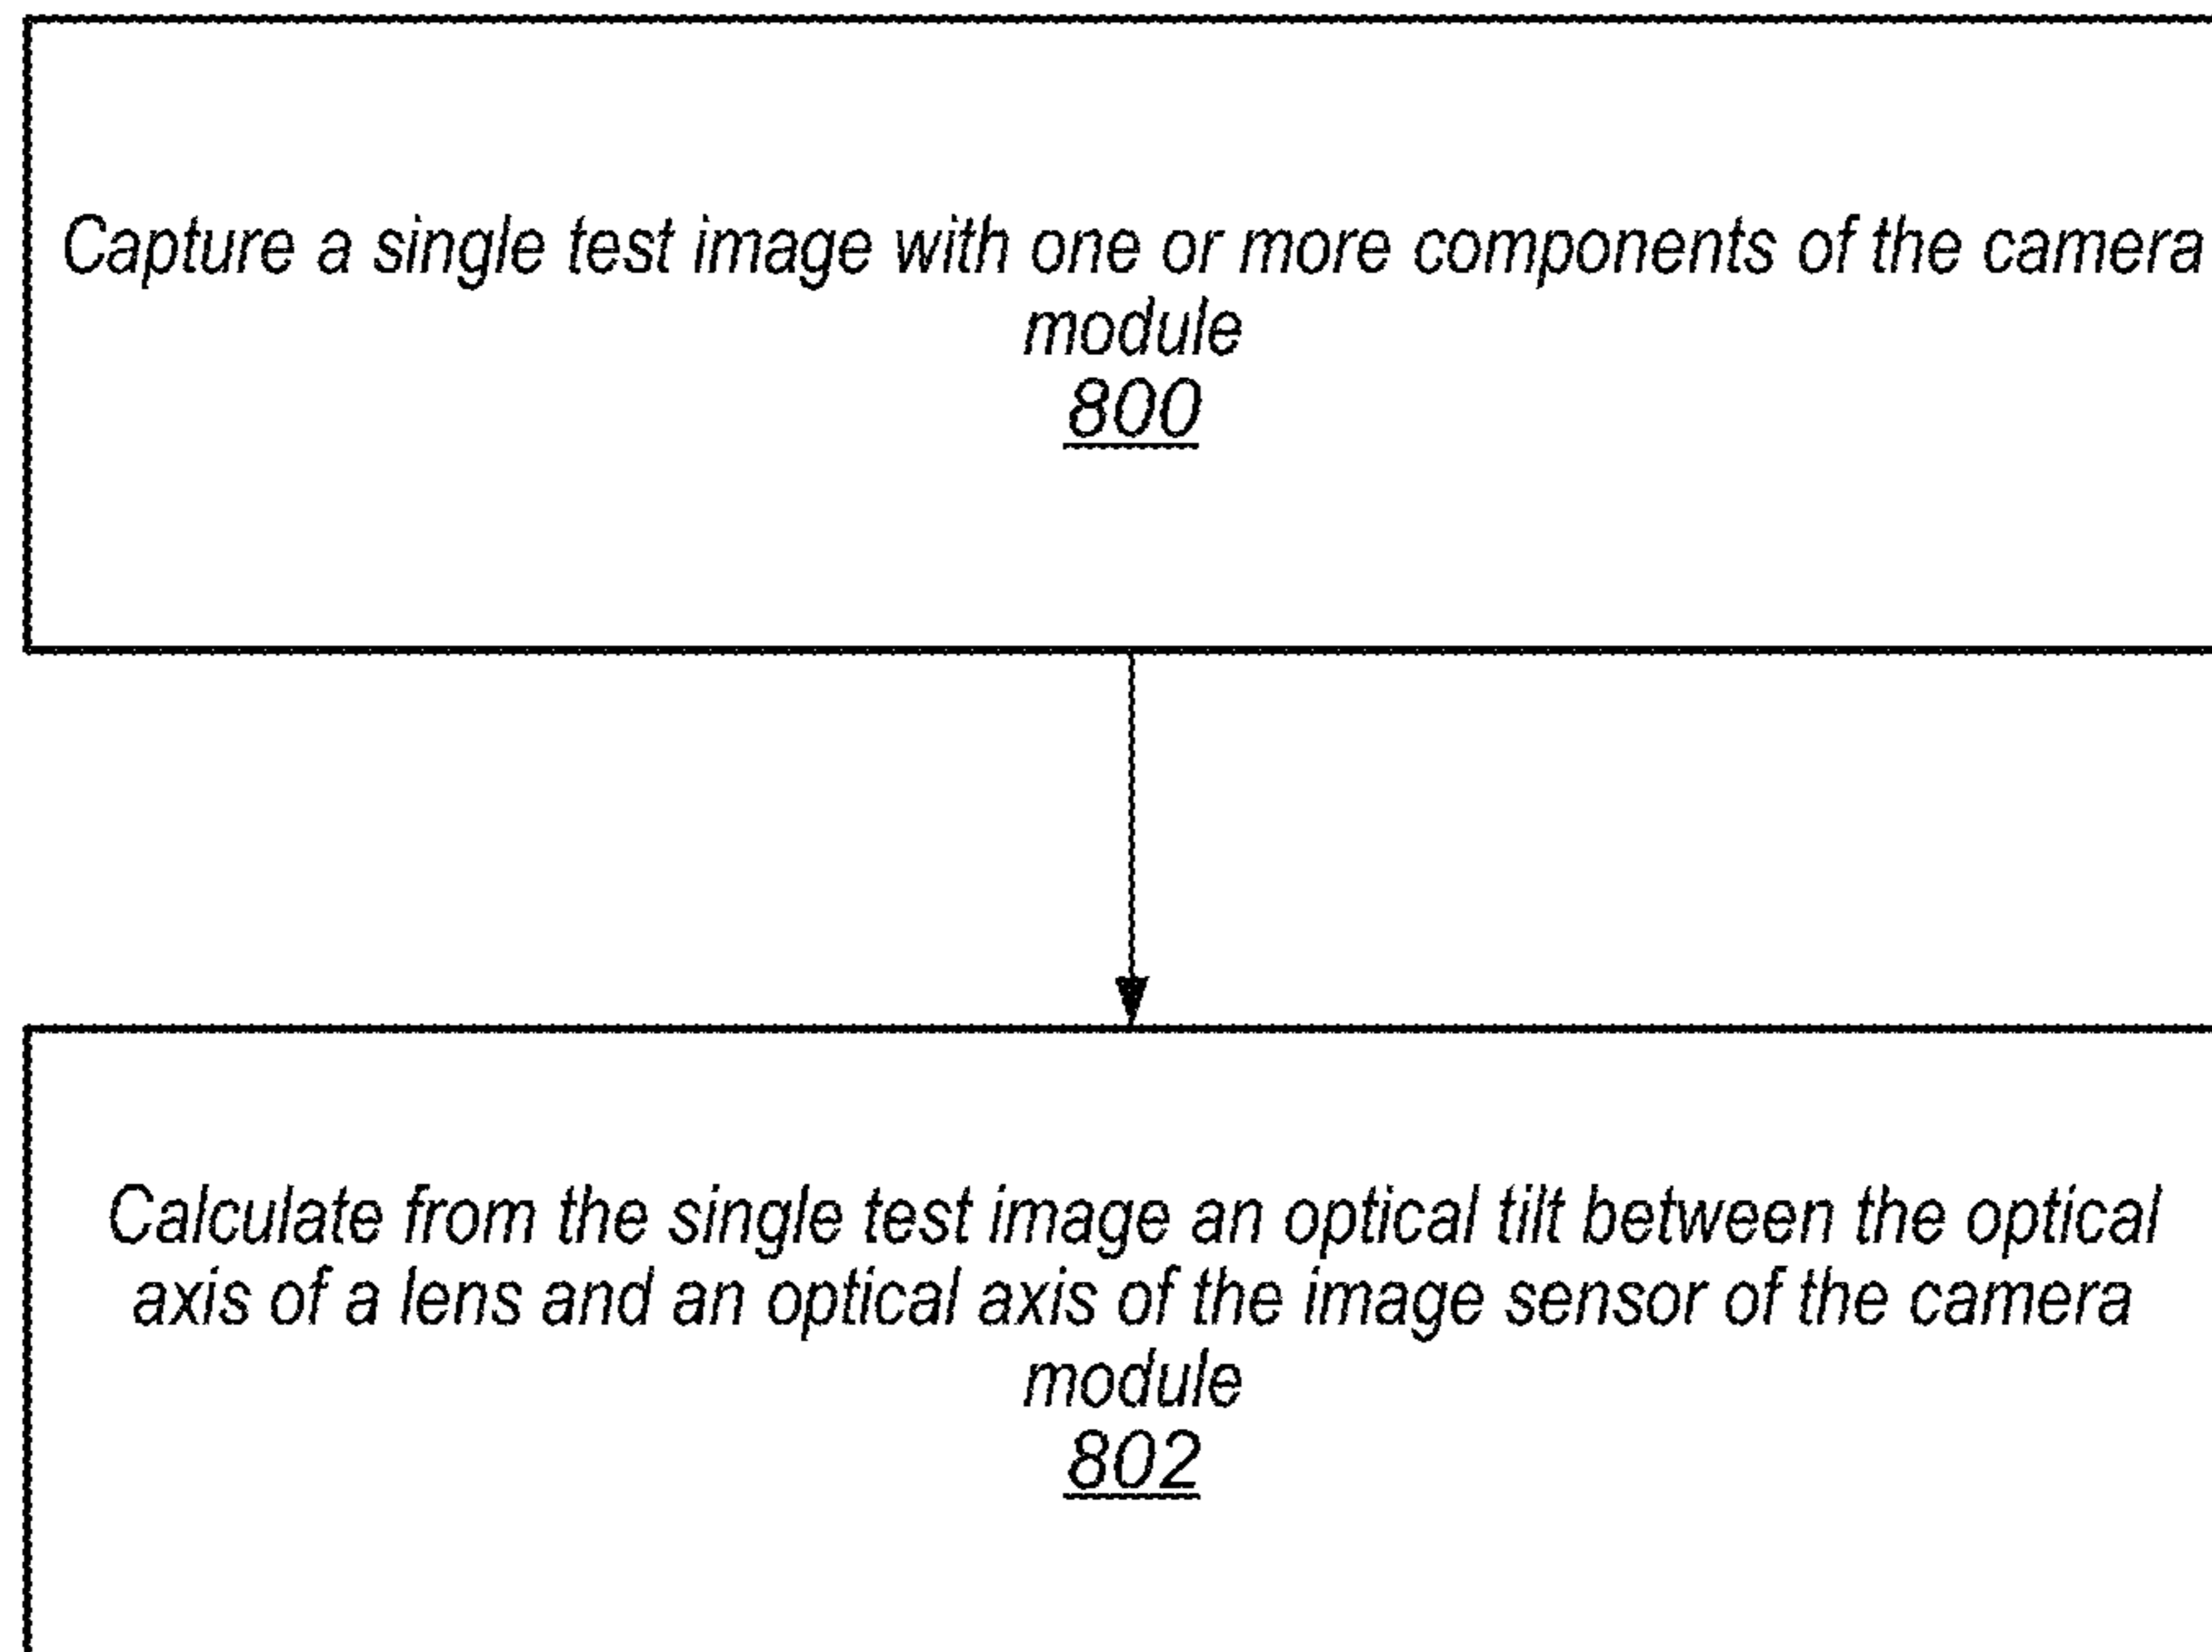 Capture a single test image with one or more components of the camera
module
800
Calculate from the single test image an optical tilt between the optical
axis of a lens and an optical axis of the image sensor of the camera
module
802